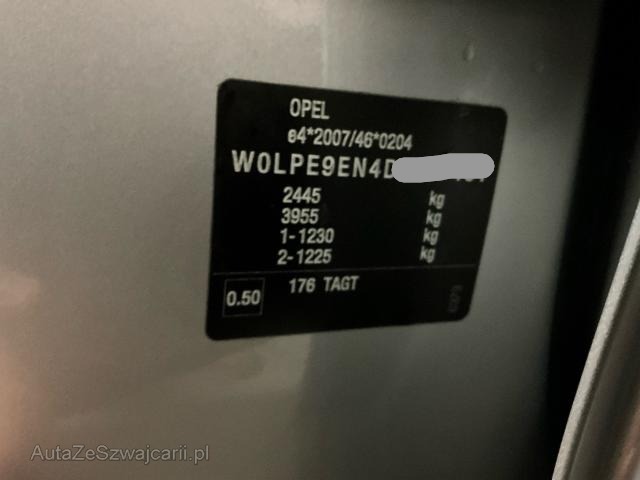 OPEL
e4*2007/46*0204
W0LPE9EN4D
2445 kg
3955 kg
1-1230 kg
2-1225 kg
0.50 176 TAGT
AutaZeSzwajcarii.pl